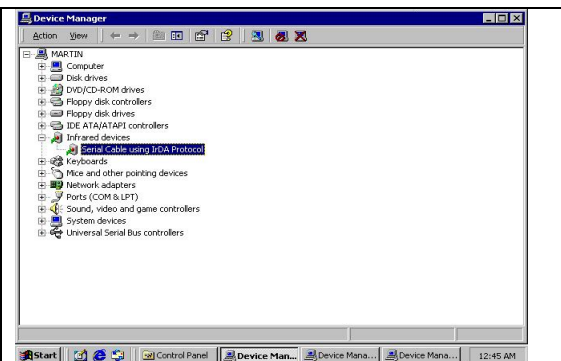 Device Manager
Action View
MARTIN
Computer
Disk drives
DVD/CD-ROM drives
Floppy disk controllers
Floppy disk drives
IDE ATA/ATAPI controllers
Infrared devices
Serial Cable using IrDA Protocol
Keyboards
Mice and other pointing devices
Network adapters
Ports (COM & LPT)
Sound, video and game controllers
System devices
Universal Serial Bus controllers
Start Control Panel Device Man... Device Mana... Device Mana... 12:45 AM